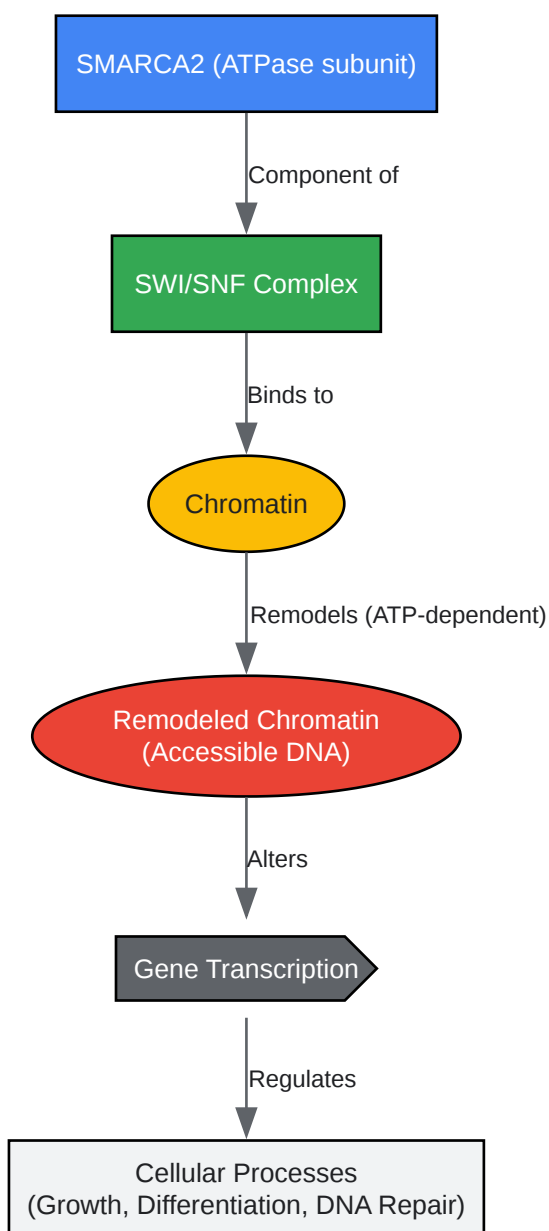 SMARCA2 (ATPase subunit)
Component of
SWI/SNF Complex
Binds to
Chromatin
Remodels (ATP-dependent)
Remodeled Chromatin
(Accessible DNA)
Alters
Gene Transcription
Regulates
Cellular Processes
(Growth, Differentiation, DNA Repair)